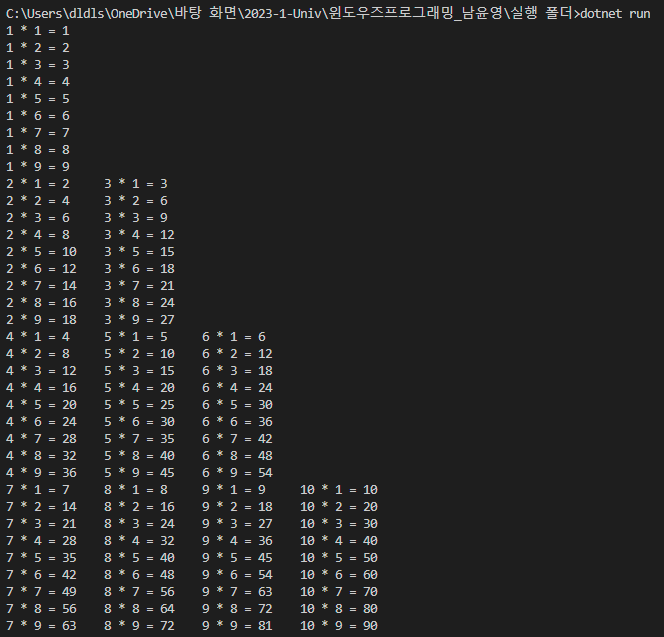 C:\Users\dldls\OneDrive\바탕 화면\2023-1-Univ\윈도우즈프로그래밍_남윤영\실행 폴더>dotnet run
1 * 1 = 1
1 * 2 = 2
1 * 3 = 3
1 * 4 = 4
1 * 5 = 5
1 * 6 = 6
1 * 7 = 7
1 * 8 = 8
1 * 9 = 9
2 * 1 = 2    3 * 1 = 3
2 * 2 = 4    3 * 2 = 6
2 * 3 = 6    3 * 3 = 9
2 * 4 = 8    3 * 4 = 12
2 * 5 = 10   3 * 5 = 15
2 * 6 = 12   3 * 6 = 18
2 * 7 = 14   3 * 7 = 21
2 * 8 = 16   3 * 8 = 24
2 * 9 = 18   3 * 9 = 27
4 * 1 = 4    5 * 1 = 5    6 * 1 = 6
4 * 2 = 8    5 * 2 = 10   6 * 2 = 12
4 * 3 = 12   5 * 3 = 15   6 * 3 = 18
4 * 4 = 16   5 * 4 = 20   6 * 4 = 24
4 * 5 = 20   5 * 5 = 25   6 * 5 = 30
4 * 6 = 24   5 * 6 = 30   6 * 6 = 36
4 * 7 = 28   5 * 7 = 35   6 * 7 = 42
4 * 8 = 32   5 * 8 = 40   6 * 8 = 48
4 * 9 = 36   5 * 9 = 45   6 * 9 = 54
7 * 1 = 7    8 * 1 = 8    9 * 1 = 9    10 * 1 = 10
7 * 2 = 14   8 * 2 = 16   9 * 2 = 18   10 * 2 = 20
7 * 3 = 21   8 * 3 = 24   9 * 3 = 27   10 * 3 = 30
7 * 4 = 28   8 * 4 = 32   9 * 4 = 36   10 * 4 = 40
7 * 5 = 35   8 * 5 = 40   9 * 5 = 45   10 * 5 = 50
7 * 6 = 42   8 * 6 = 48   9 * 6 = 54   10 * 6 = 60
7 * 7 = 49   8 * 7 = 56   9 * 7 = 63   10 * 7 = 70
7 * 8 = 56   8 * 8 = 64   9 * 8 = 72   10 * 8 = 80
7 * 9 = 63   8 * 9 = 72   9 * 9 = 81   10 * 9 = 90